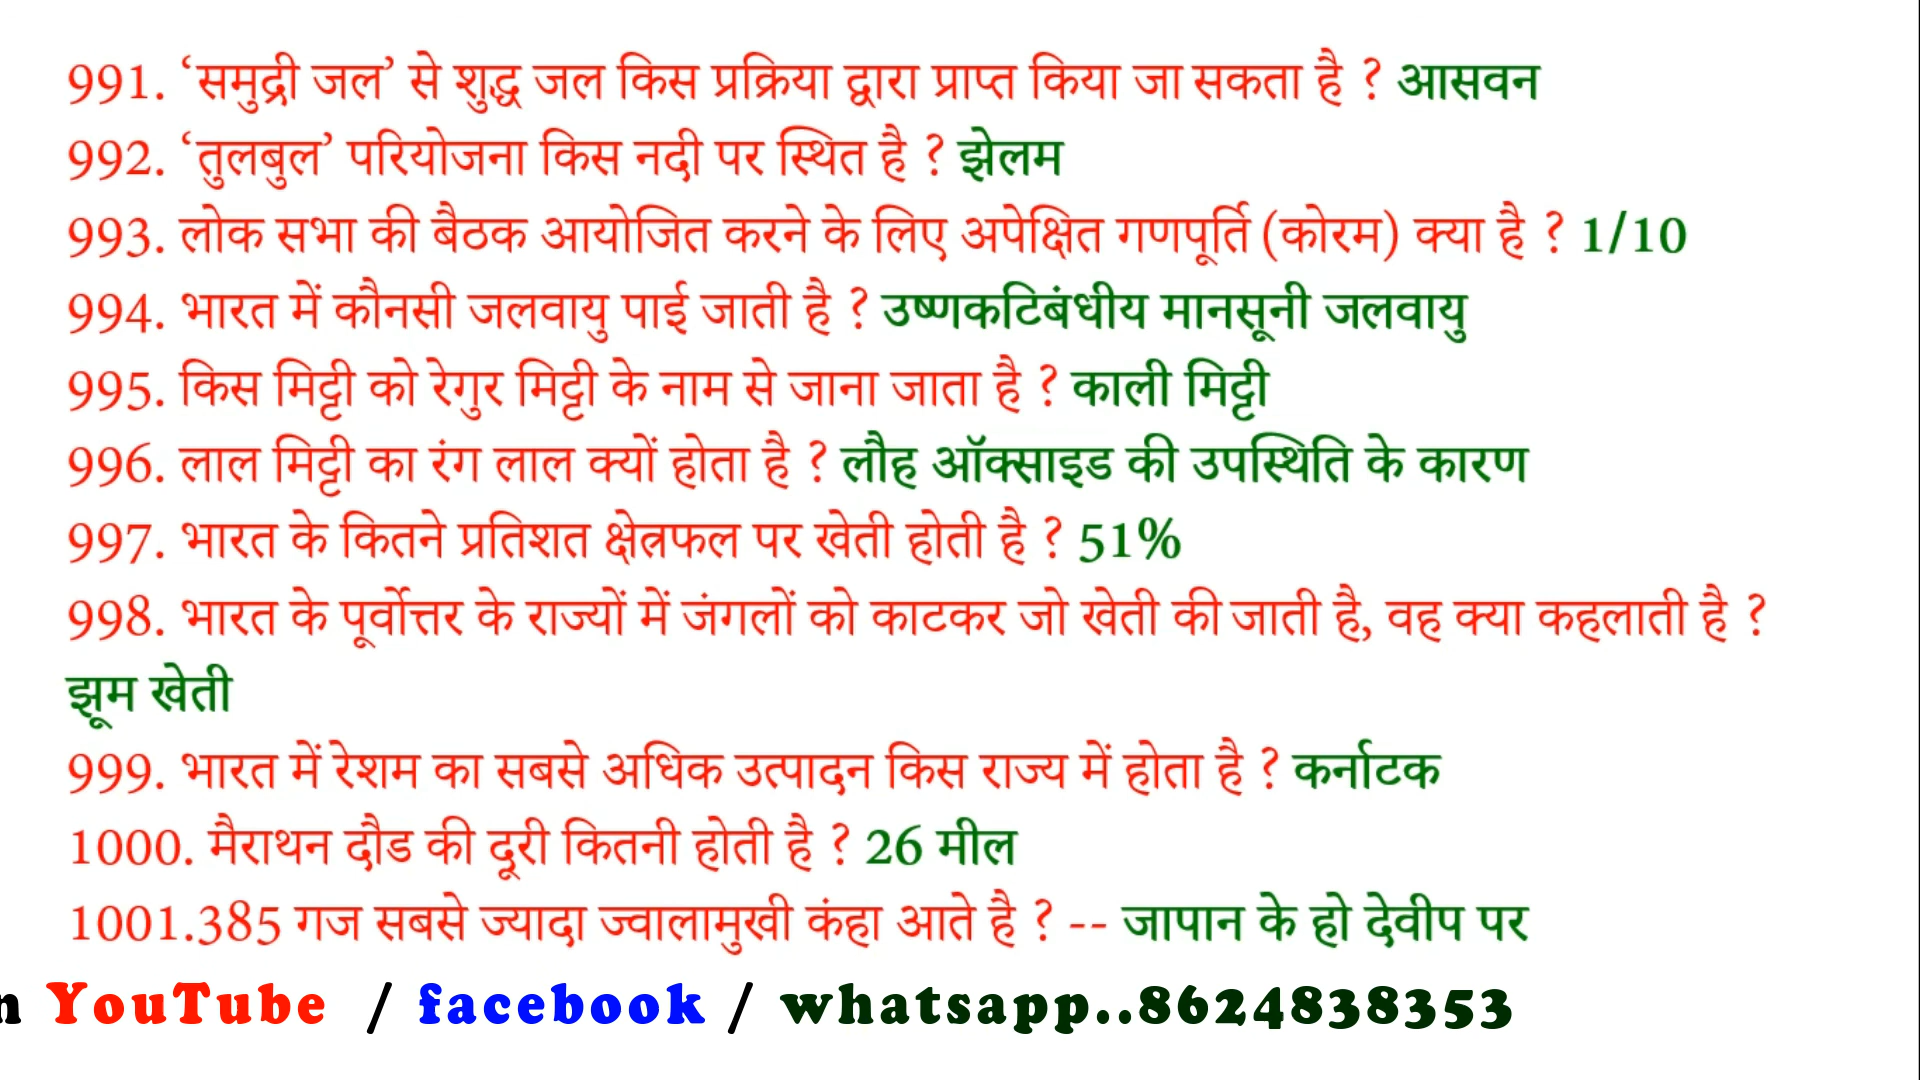 991. ‘समुद्री जल’ से शुद्ध जल किस प्रक्रिया द्वारा प्राप्त किया जा सकता है ? आसवन
992. ‘तुलबुल’ परियोजना किस नदी पर स्थित है ? झेलम
993. लोक सभा की बैठक आयोजित करने के लिए अपेक्षित गणपूर्ति (कोरम) क्या है ? 1/10
994. भारत में कौनसी जलवायु पाई जाती है ? उष्णकटिबंधीय मानसूनी जलवायु
995. किस मिट्टी को रेगुर मिट्टी के नाम से जाना जाता है ? काली मिट्टी
996. लाल मिट्टी का रंग लाल क्यों होता है ? लौह ऑक्साइड की उपस्थिति के कारण
997. भारत के कितने प्रतिशत क्षेत्रफल पर खेती होती है ? 51%
998. भारत के पूर्वोत्तर के राज्यों में जंगलों को काटकर जो खेती की जाती है, वह क्या कहलाती है ?
झूम खेती
999. भारत में रेशम का सबसे अधिक उत्पादन किस राज्य में होता है ? कर्नाटक
1000. मैराथन दौड की दूरी कितनी होती है ? 26 मील
1001.385 गज सबसे ज्यादा ज्वालामुखी कंहा आते है ? -- जापान के हो देवीप पर
n YouTube / facebook / whatsapp..8624838353